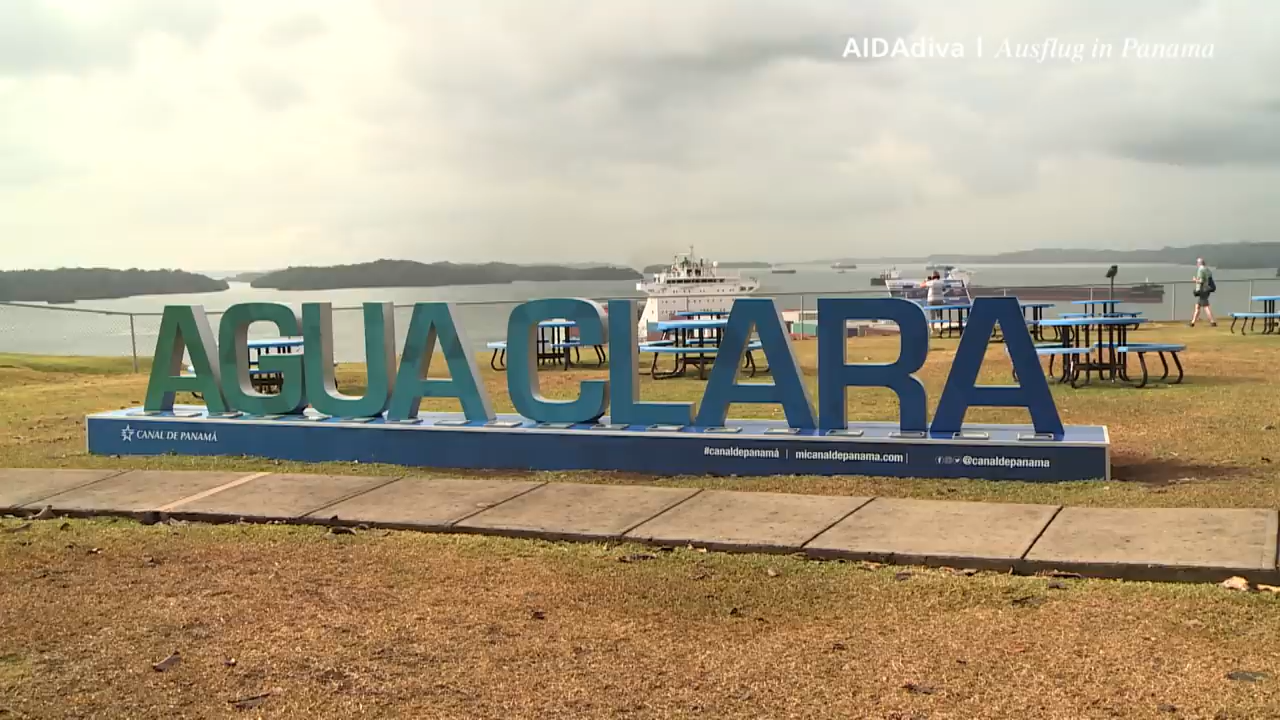 AIDAdiva | Ausflug in Panama
AGUA CLARA
CANAL DE PANAMÁ
#canaldepanamá | micanaldepanama.com | @canaldepanama